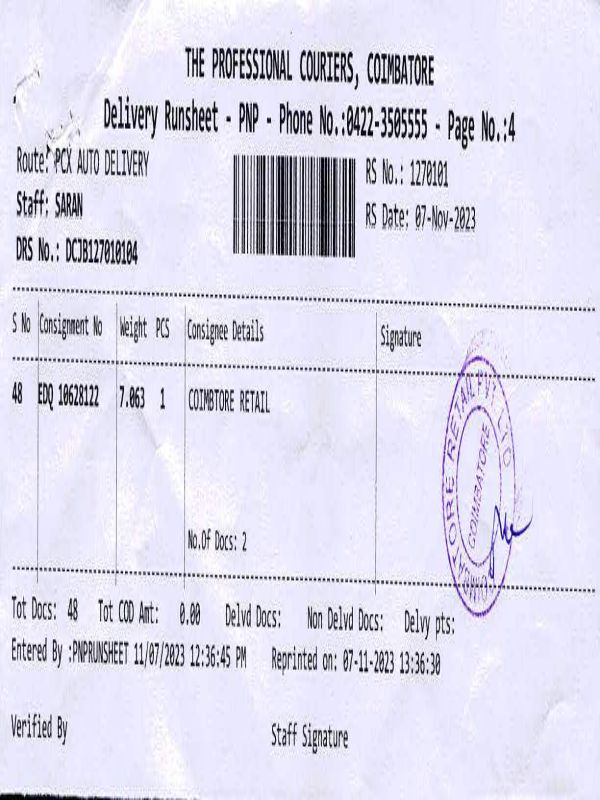 THE PROFESSIONAL COURIERS, COIMBATORE
Delivery Runsheet - PNP - Phone No.:0422-3505555 - Page No.:4
Route: PCX AUTO DELIVERY
RS No.: 1270101
Staff: SARAN
RS Date: 07-Nov-2023
DRS No.: DCJB127010104
S No Consignment No Weight PCS Consignee Details Signature
48 EDQ 10628122 7.063 1 COIMBTORE RETAIL
RETAIL PVT LTD
COIMBATORE
No.Of Docs: 2
Tot Docs: 48 Tot COD Amt: 0.00 Delvd Docs: Non Delvd Docs: Delvy pts:
Entered By :PNPRUNSHEET 11/07/2023 12:36:45 PM Reprinted on: 07-11-2023 13:36:30
Verified By Staff Signature